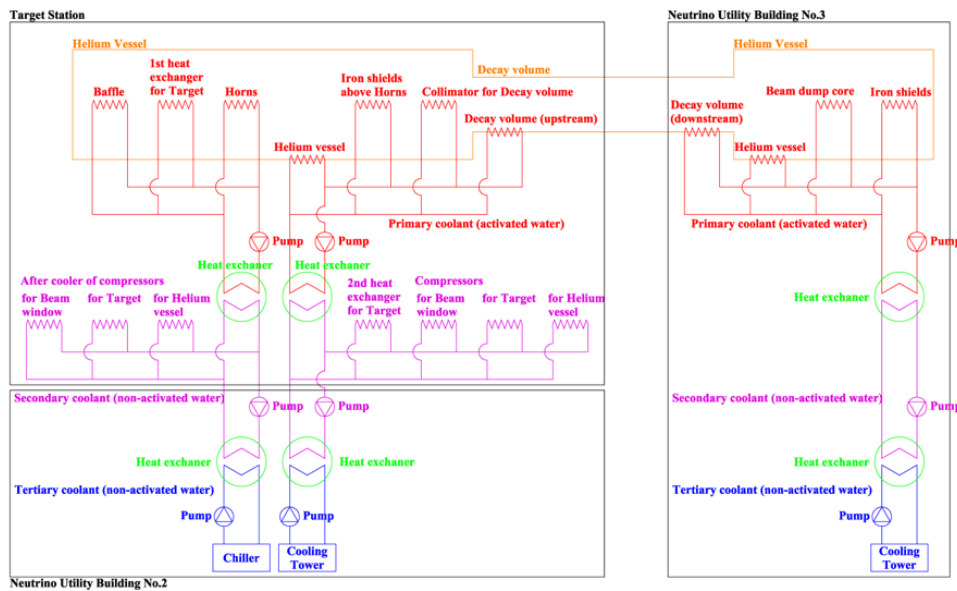 Target Station
Neutrino Utility Building No.3
Helium Vessel
Helium Vessel
Decay volume
1st heat
exchanger
for Target
Baffle
Horns
Iron shields
above Horns
Collimator for Decay volume
Decay volume (upstream)
Helium vessel
Decay volume
(downstream)
Beam dump core
Iron shields
Helium vessel
Primary coolant (activated water)
Primary coolant (activated water)
Pump
Pump
Pump
Heat exchaner
Heat exchaner
Heat exchaner
After cooler of compressors
for Beam
window
for Target
for Helium
vessel
2nd heat
exchanger
for Target
Compressors
for Beam
window
for Target
for Helium
vessel
Secondary coolant (non-activated water)
Pump
Pump
Secondary coolant (non-activated water)
Pump
Heat exchaner
Heat exchaner
Heat exchaner
Tertiary coolant (non-activated water)
Tertiary coolant (non-activated water)
Pump
Pump
Pump
Chiller
Cooling
Tower
Cooling
Tower
Neutrino Utility Building No.2